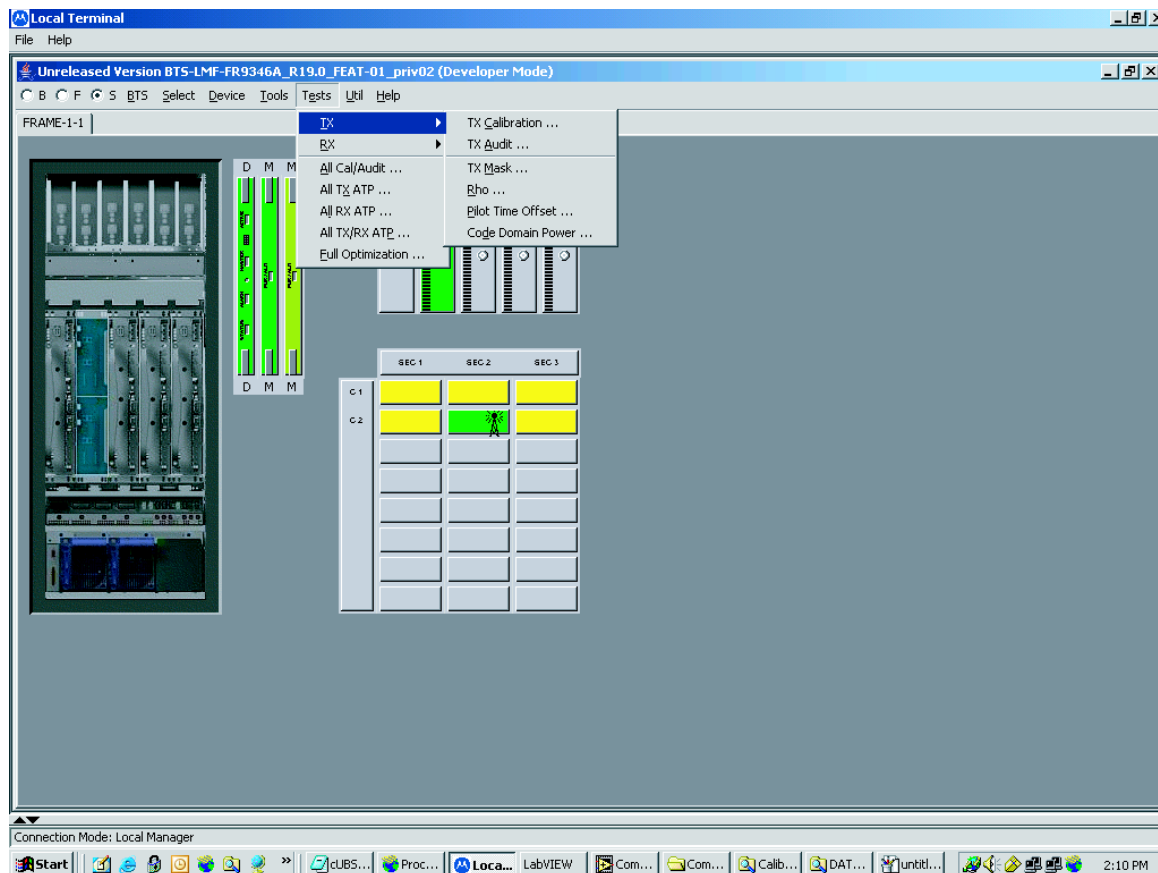 Local Terminal
File Help
Unreleased Version BTS-LMF-FR9346A_R19.0_FEAT-01_priv02 (Developer Mode)
B F S BTS Select Device Tools Tests Util Help
FRAME-1-1
TX
RX
All Cal/Audit ...
All TX ATP ...
All RX ATP ...
All TX/RX ATP ...
Full Optimization ...
TX Calibration ...
TX Audit ...
TX Mask ...
Rho ...
Pilot Time Offset ...
Code Domain Power ...
D M M
D M M
SEC 1 SEC 2 SEC 3
C 1
C 2
Connection Mode: Local Manager
Start » cUBS... Proc... Loca... LabVIEW Com... Com... Calib... DAT... untitl... 2:10 PM